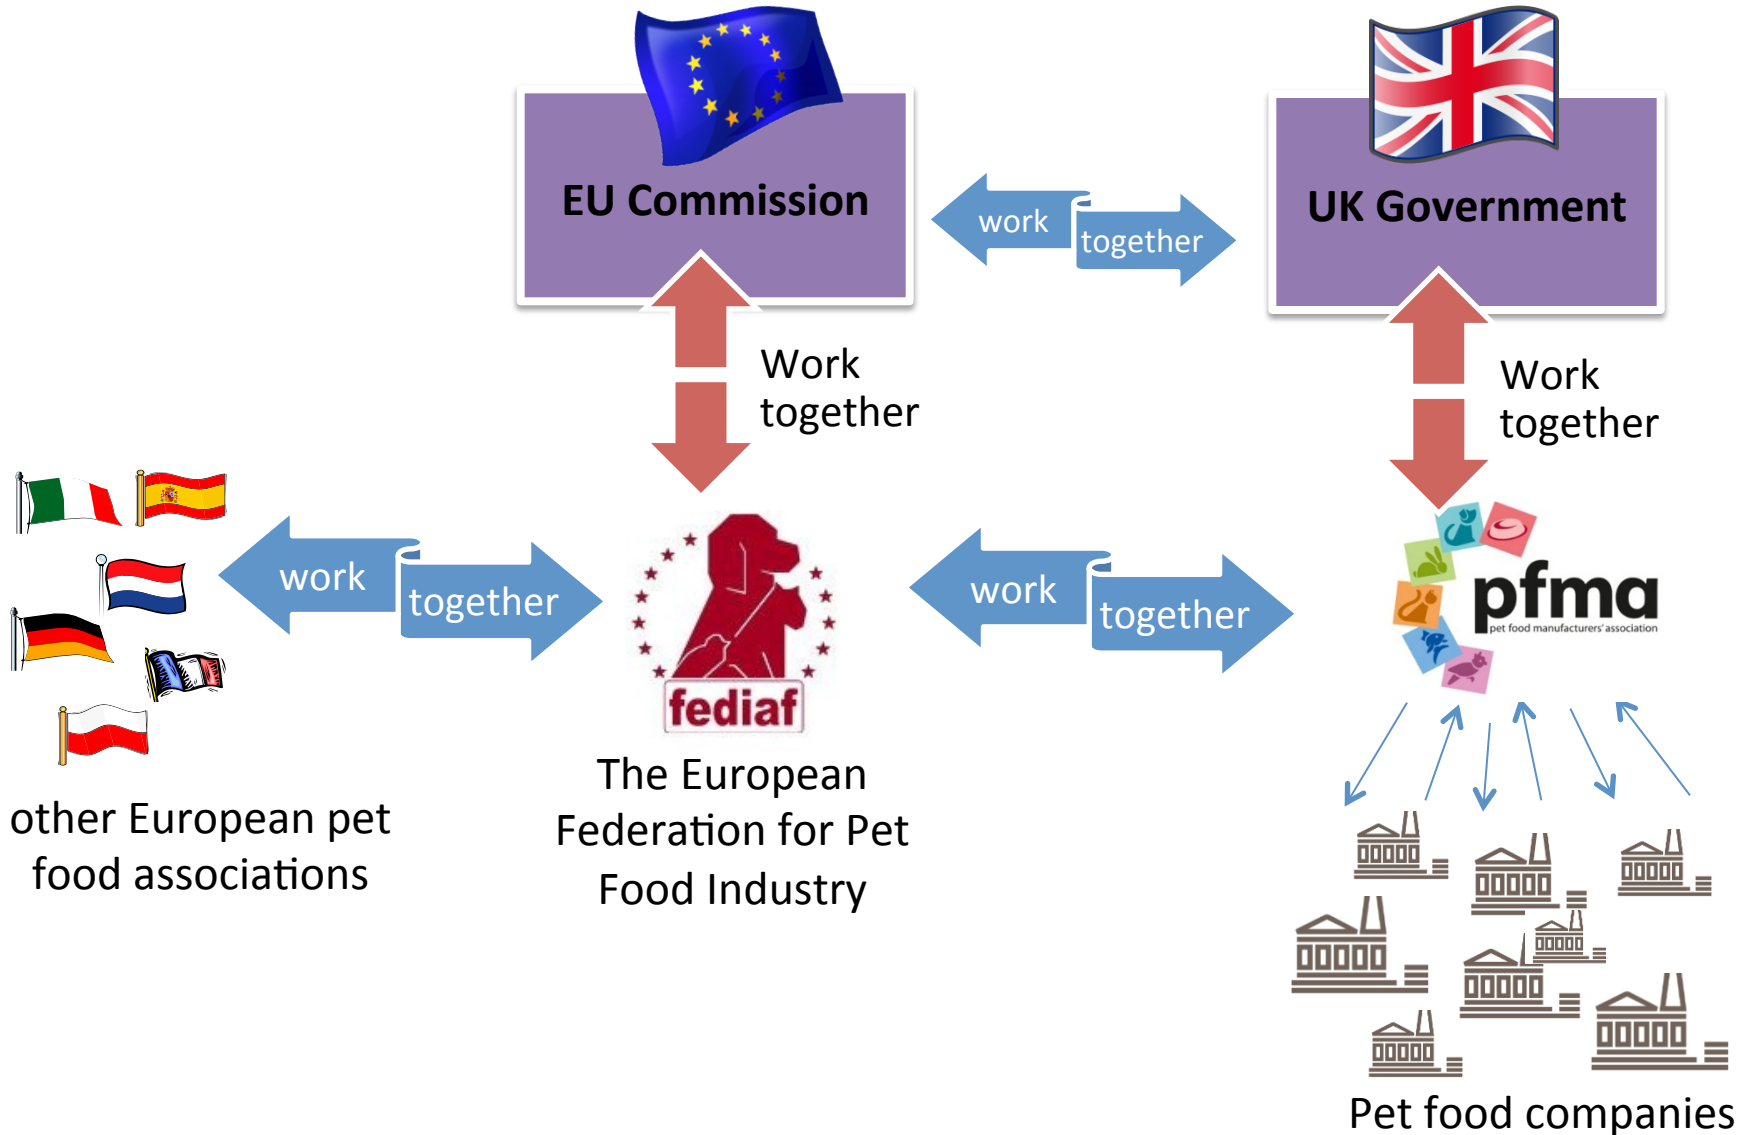 EU Commission
UK Government
work
together
Work
together
Work
together
work
together
work
together
pfma
pet food manufacturers' association
fediaf
The European
Federation for Pet
Food Industry
other European pet
food associations
Pet food companies